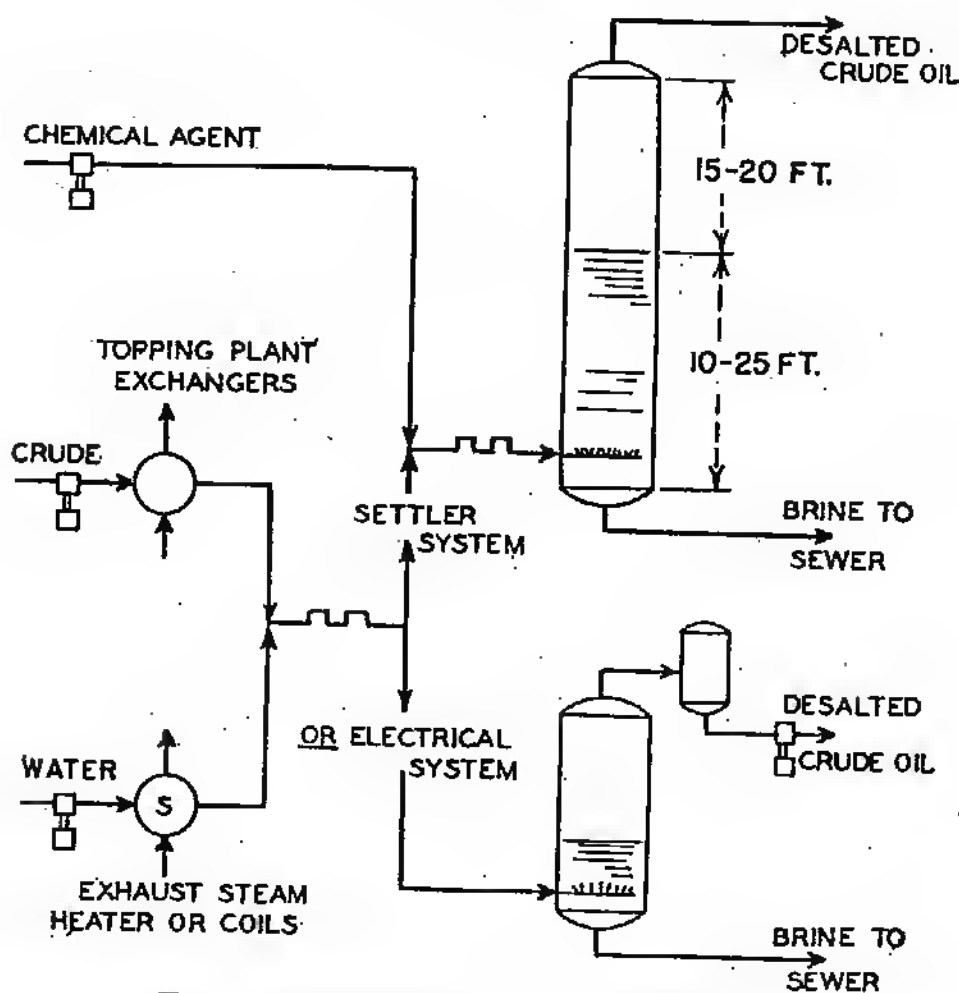 DESALTED
CRUDE OIL
CHEMICAL AGENT
15-20 FT.
TOPPING PLANT
EXCHANGERS
10-25 FT.
CRUDE
SETTLER
SYSTEM
BRINE TO
SEWER
OR ELECTRICAL
SYSTEM
DESALTED
CRUDE OIL
WATER
S
EXHAUST STEAM
HEATER OR COILS
BRINE TO
SEWER